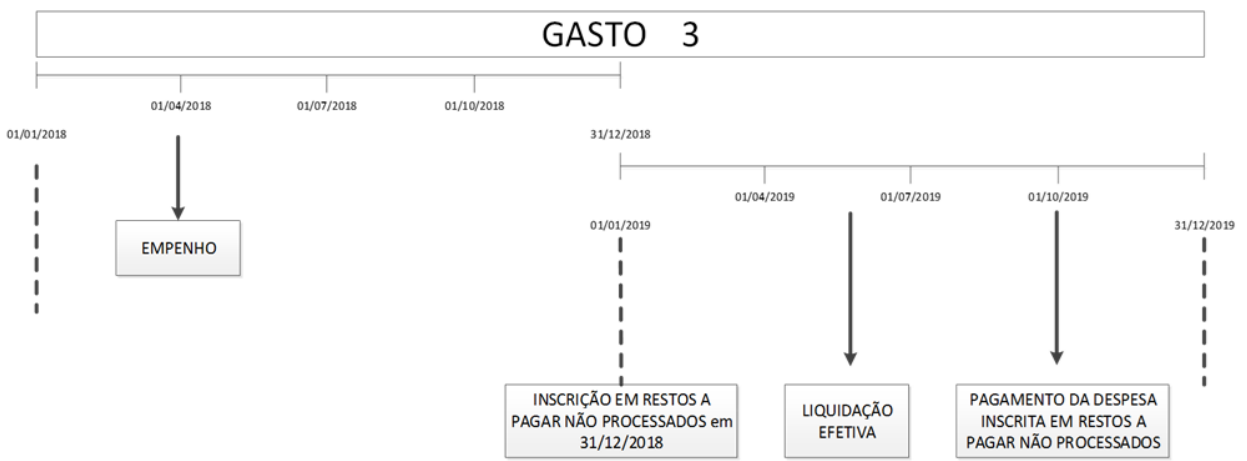 GASTO 3
01/04/2018
01/07/2018
01/10/2018
01/01/2018
31/12/2018
01/04/2019
01/07/2019
01/10/2019
01/01/2019
31/12/2019
EMPENHO
INSCRIÇÃO EM RESTOS A
PAGAR NÃO PROCESSADOS em
31/12/2018
LIQUIDAÇÃO
EFETIVA
PAGAMENTO DA DESPESA
INSCRITA EM RESTOS A
PAGAR NÃO PROCESSADOS